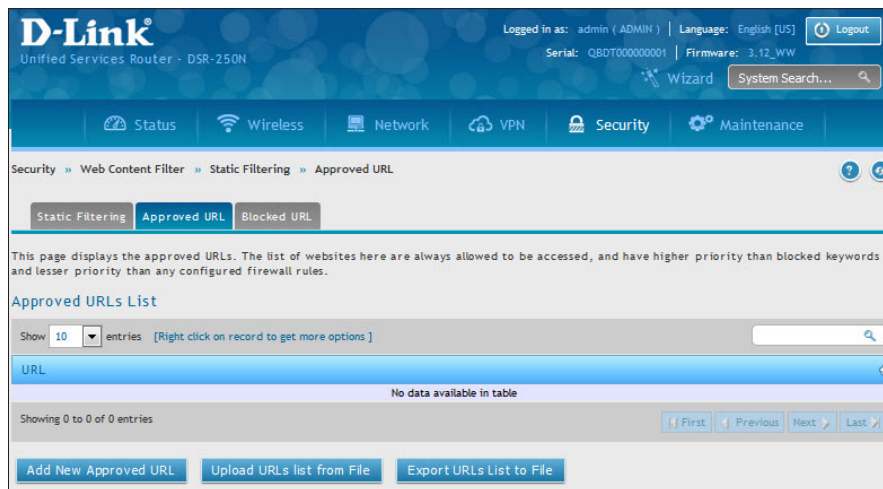 D-Link
Unified Services Router - DSR-250N
Logged in as: admin ( ADMIN ) | Language: English [US]
Logout
Serial: QBDT000000001 | Firmware: 3.12_WW
Wizard
System Search...
Status
Wireless
Network
VPN
Security
Maintenance
Security » Web Content Filter » Static Filtering » Approved URL
?
Static Filtering
Approved URL
Blocked URL
This page displays the approved URLs. The list of websites here are always allowed to be accessed, and have higher priority than blocked keywords
and lesser priority than any configured firewall rules.
Approved URLs List
Show 10 entries [Right click on record to get more options ]
URL
No data available in table
Showing 0 to 0 of 0 entries
First
Previous
Next
Last
Add New Approved URL
Upload URLs list from File
Export URLs List to File